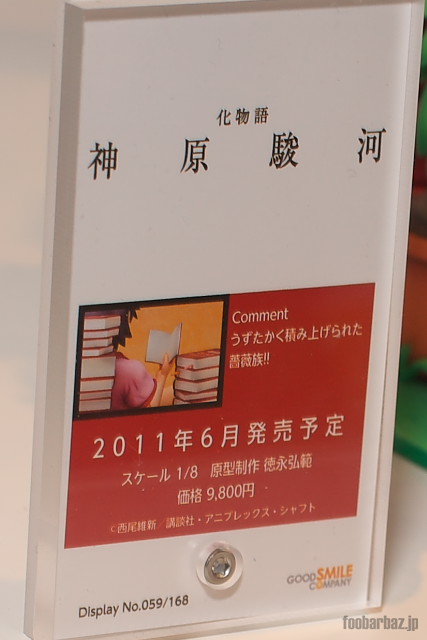 化物語
神原駿河
Comment
うずたかく積み上げられた
薔薇族!!
2011年6月発売予定
スケール 1/8 原型制作 徳永弘範
価格 9,800円
©西尾維新/講談社・アニプレックス・シャフト
GOOD SMILE
COMPANY
Display No.059/168
foobarbaz.jp